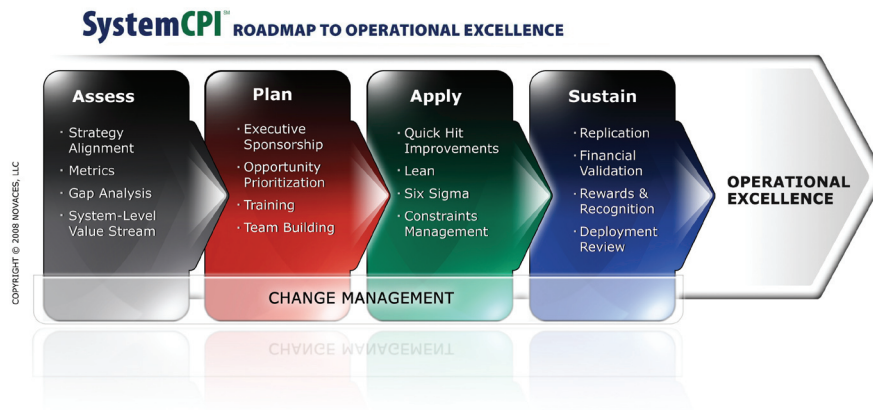 SystemCPI™ ROADMAP TO OPERATIONAL EXCELLENCE
Assess
· Strategy
Alignment
· Metrics
· Gap Analysis
· System-Level
Value Stream
Plan
· Executive
Sponsorship
· Opportunity
Prioritization
· Training
· Team Building
Apply
· Quick Hit
Improvements
· Lean
· Six Sigma
· Constraints
Management
Sustain
· Replication
· Financial
Validation
· Rewards &
Recognition
· Deployment
Review
OPERATIONAL
EXCELLENCE
CHANGE MANAGEMENT
CHANGE MANAGEMENT
COPYRIGHT © 2008 NOVACES, LLC